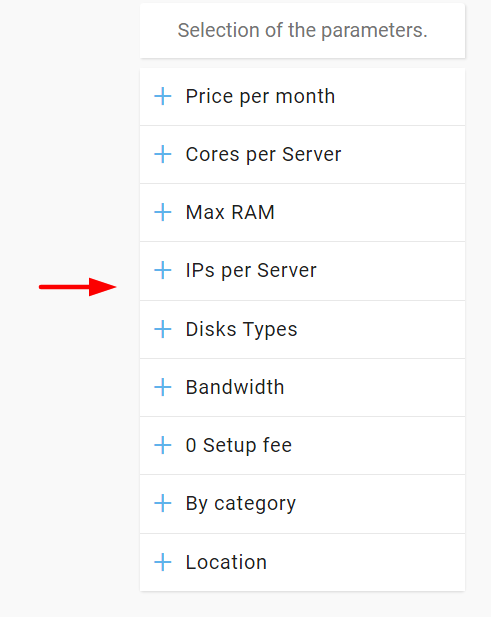 Selection of the parameters.
Price per month
Cores per Server
Max RAM
IPs per Server
Disks Types
Bandwidth
0 Setup fee
By category
Location